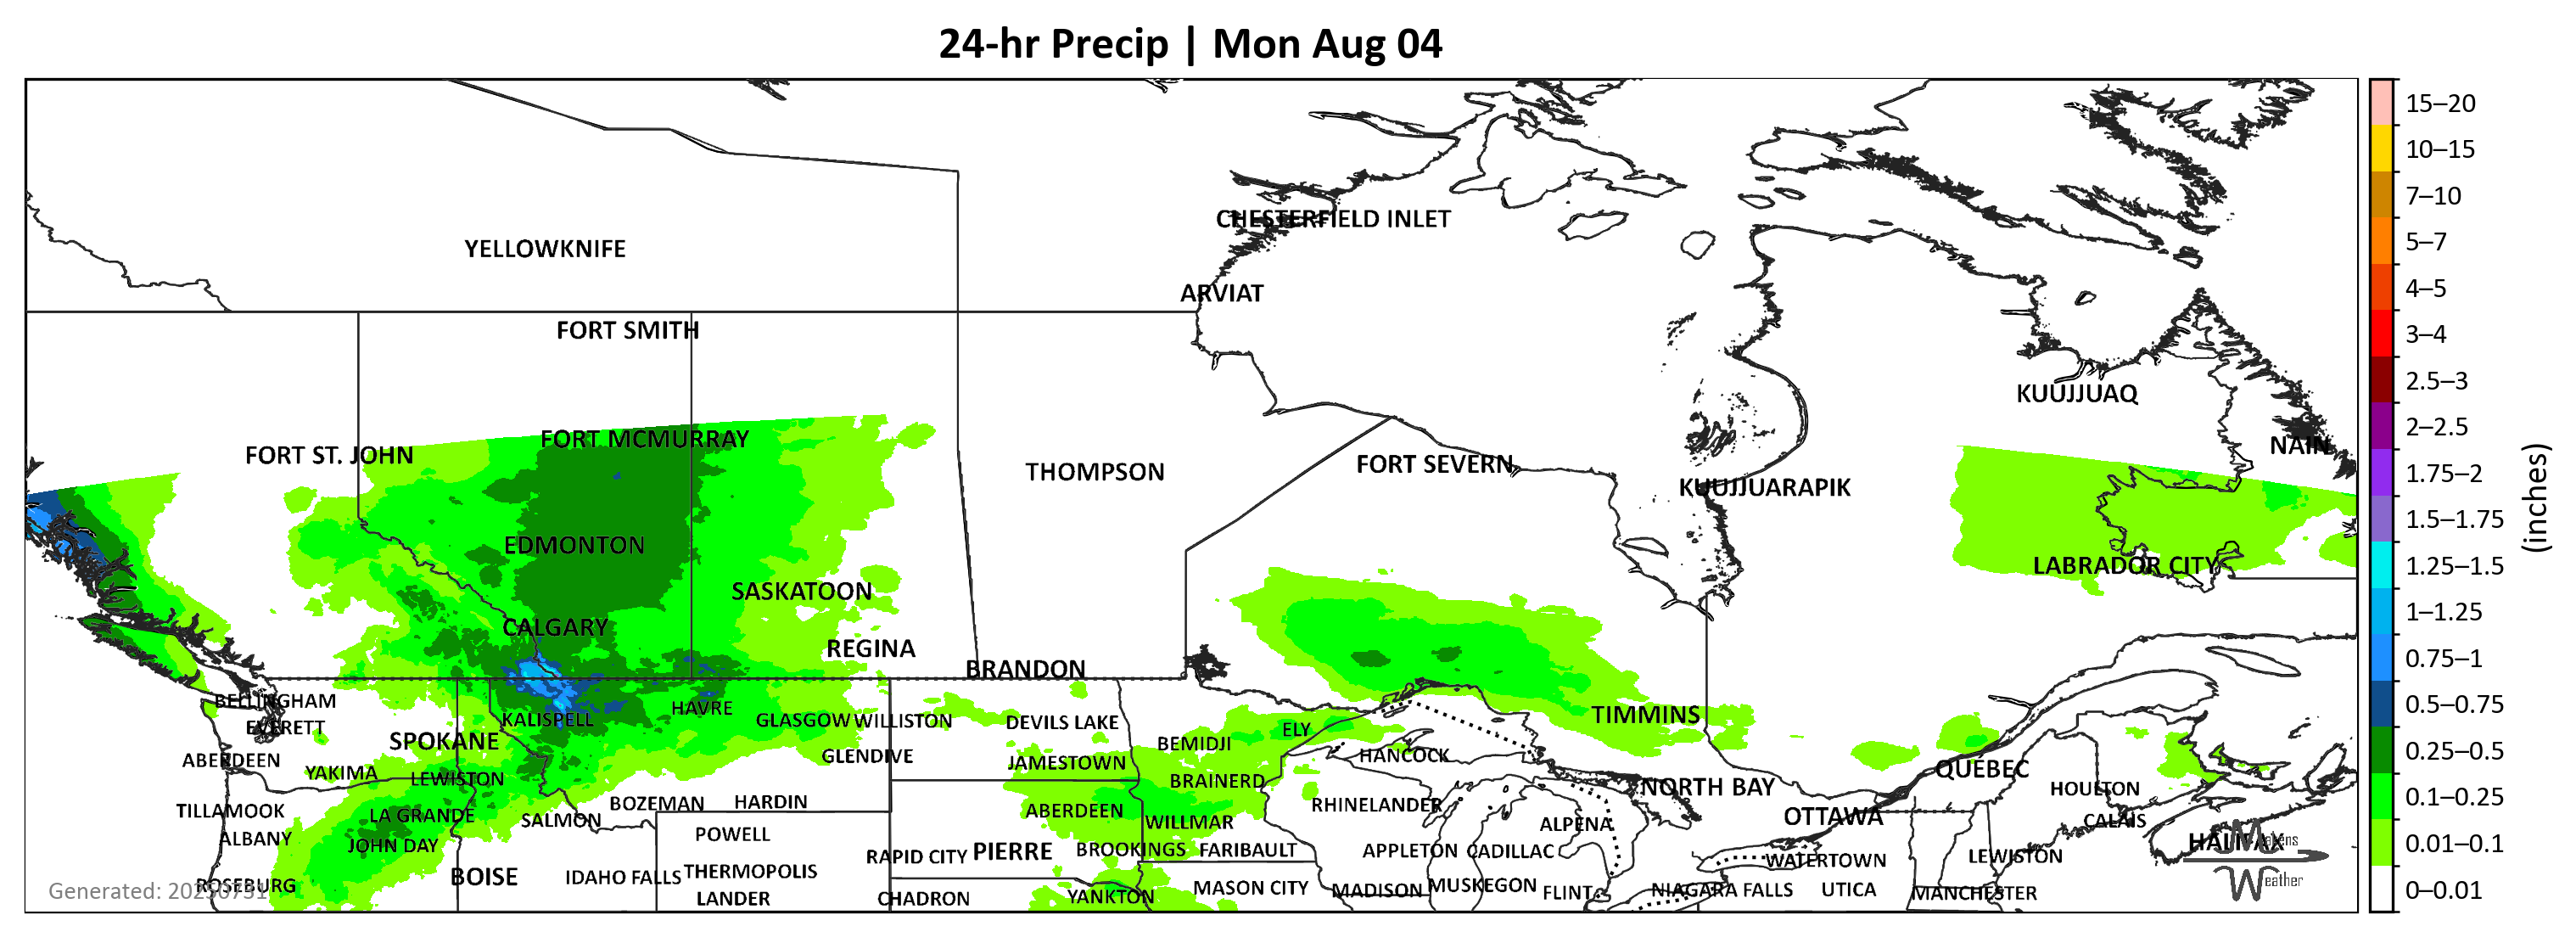 24-hr Precip | Mon Aug 04
15–20
10–15
7–10
5–7
4–5
3–4
2.5–3
2–2.5
1.75–2
1.5–1.75
1.25–1.5
1–1.25
0.75–1
0.5–0.75
0.25–0.5
0.1–0.25
0.01–0.1
0–0.01
(inches)
CHESTERFIELD INLET
YELLOWKNIFE
ARVIAT
FORT SMITH
KUUJJUAQ
FORT MCMURRAY
NAIN
FORT ST. JOHN
THOMPSON
FORT SEVERN
KUUJJUARAPIK
EDMONTON
LABRADOR CITY
SASKATOON
CALGARY
REGINA
BRANDON
BELLINGHAM
KALISPELL
HAVRE
GLASGOW
WILLISTON
DEVILS LAKE
TIMMINS
EVERETT
ELY
SPOKANE
BEMIDJI
ABERDEEN
GLENDIVE
JAMESTOWN
HANCOCK
YAKIMA
LEWISTON
BRAINERD
NORTH BAY
QUEBEC
HOULTON
TILLAMOOK
BOZEMAN
HARDIN
ABERDEEN
RHINELANDER
LA GRANDE
SALMON
WILLMAR
OTTAWA
CALAIS
ALBANY
JOHN DAY
POWELL
ALPENA
HALIFAX
RAPID CITY
PIERRE
BROOKINGS
FARIBAULT
APPLETON
CADILLAC
WATERTOWN
LEWISTON
Makens
Weather
BOISE
IDAHO FALLS
THERMOPOLIS
ROSEBURG
Generated: 20250731
LANDER
CHADRON
YANKTON
MASON CITY
MADISON
MUSKEGON
FLINT
NIAGARA FALLS
UTICA
MANCHESTER